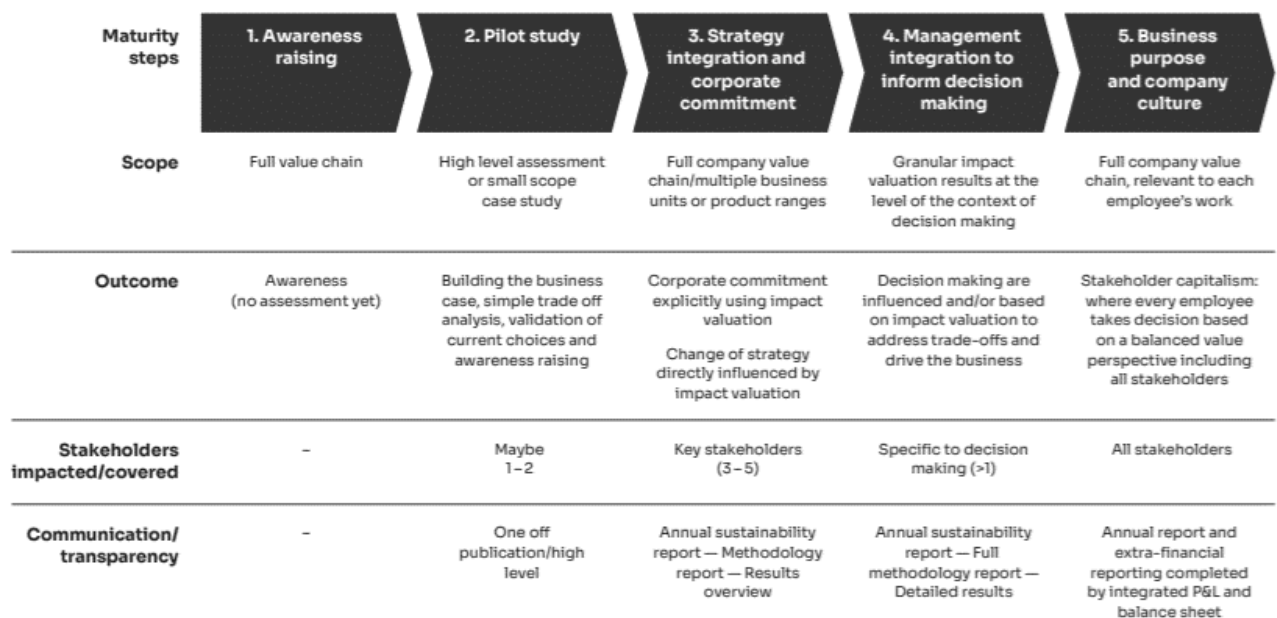 Maturity
steps
1. Awareness
raising
2. Pilot study
3. Strategy
integration and
corporate
commitment
4. Management
integration to
inform decision
making
5. Business
purpose
and company
culture
Scope
Full value chain
High level assessment
or small scope
case study
Full company value
chain/multiple business
units or product ranges
Granular impact
valuation results at the
level of the context of
decision making
Full company value
chain, relevant to each
employee's work
Outcome
Awareness
(no assessment yet)
Building the business
case, simple trade off
analysis, validation of
current choices and
awareness raising
Corporate commitment
explicitly using impact
valuation
Change of strategy
directly influenced by
impact valuation
Decision making are
influenced and/or based
on impact valuation to
address trade-offs and
drive the business
Stakeholder capitalism:
where every employee
takes decision based
on a balanced value
perspective including
all stakeholders
Stakeholders
impacted/covered
–
Maybe
1–2
Key stakeholders
(3–5)
Specific to decision
making (>1)
All stakeholders
Communication/
transparency
–
One off
publication/high
level
Annual sustainability
report — Methodology
report — Results
overview
Annual sustainability
report — Full
methodology report —
Detailed results
Annual report and
extra-financial
reporting completed
by integrated P&L and
balance sheet